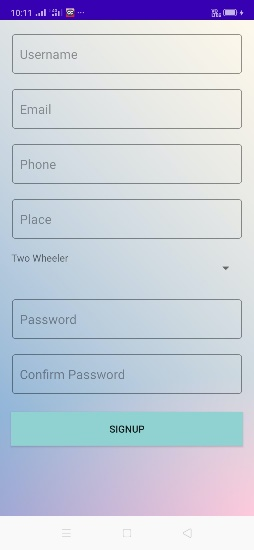 10:11
Username
Email
Phone
Place
Two Wheeler
Password
Confirm Password
SIGNUP